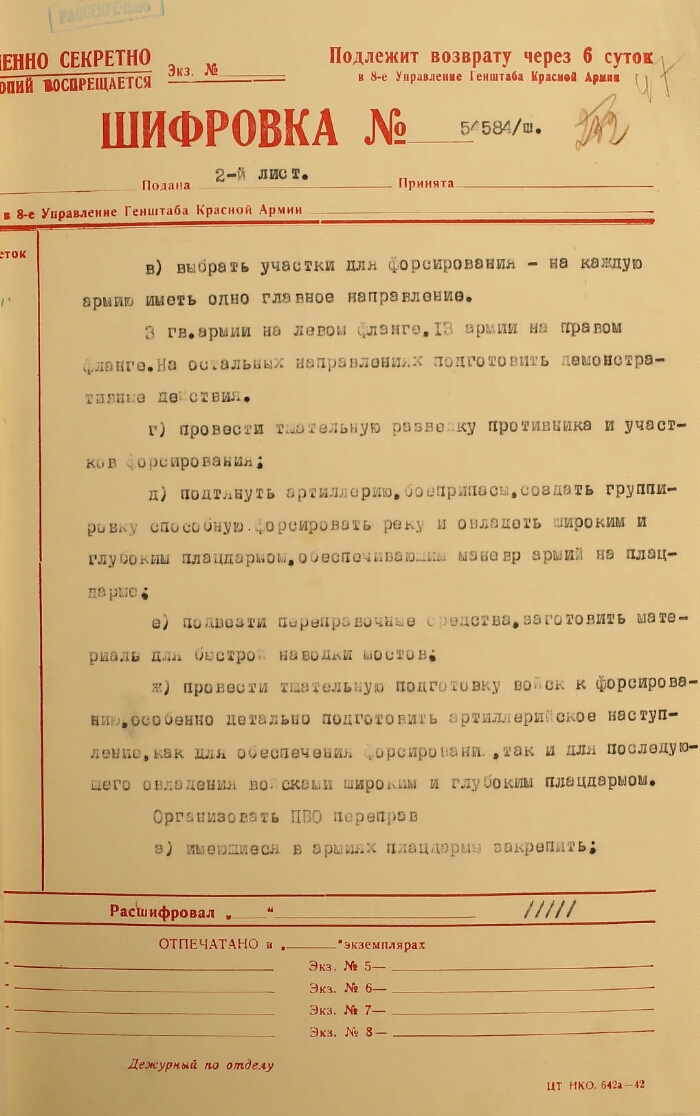 РАССЕКРЕЧЕНО
ЕННО СЕКРЕТНО
ОПИЙ ВОСПРЕЩАЕТСЯ
Экз. №
Подлежит возврату через 6 суток
в 8-е Управление Генштаба Красной Армии
ШИФРОВКА № 54584/ш.
2-й лист.
Подана Принята
в 8-е Управление Генштаба Красной Армии
еток
в) выбрать участки для форсирования - на каждую
армию иметь одно главное направление.
3 гв.армии на левом фланге,13 армии на правом
фланге.На остальных направлениях подготовить демонстра-
тивные действия.
г) провести тщательную разведку противника и участ-
ков форсирования;
д) подтянуть артиллерию,боеприпасы,создать группи-
ровку способную форсировать реку и овладеть широким и
глубоким плацдармом,обеспечивающим маневр армий на плац-
дарме;
е) подвезти переправочные средства,заготовить мате-
риалы для быстрой наводки мостов;
ж) провести тщательную подготовку войск к форсирова-
нию,особенно детально подготовить артиллерийское наступ-
ление,как для обеспечения форсирования,так и для последую-
щего овладения войсками широким и глубоким плацдармом.
Организовать ПВО переправ
з) имеющиеся в армиях плацдармы закрепить;
Расшифровал „ “ /////
ОТПЕЧАТАНО в „ “ экземплярах
Экз. № 5—
Экз. № 6—
Экз. № 7—
Экз. № 8—
Дежурный по отделу
ЦТ НКО. 642а—42